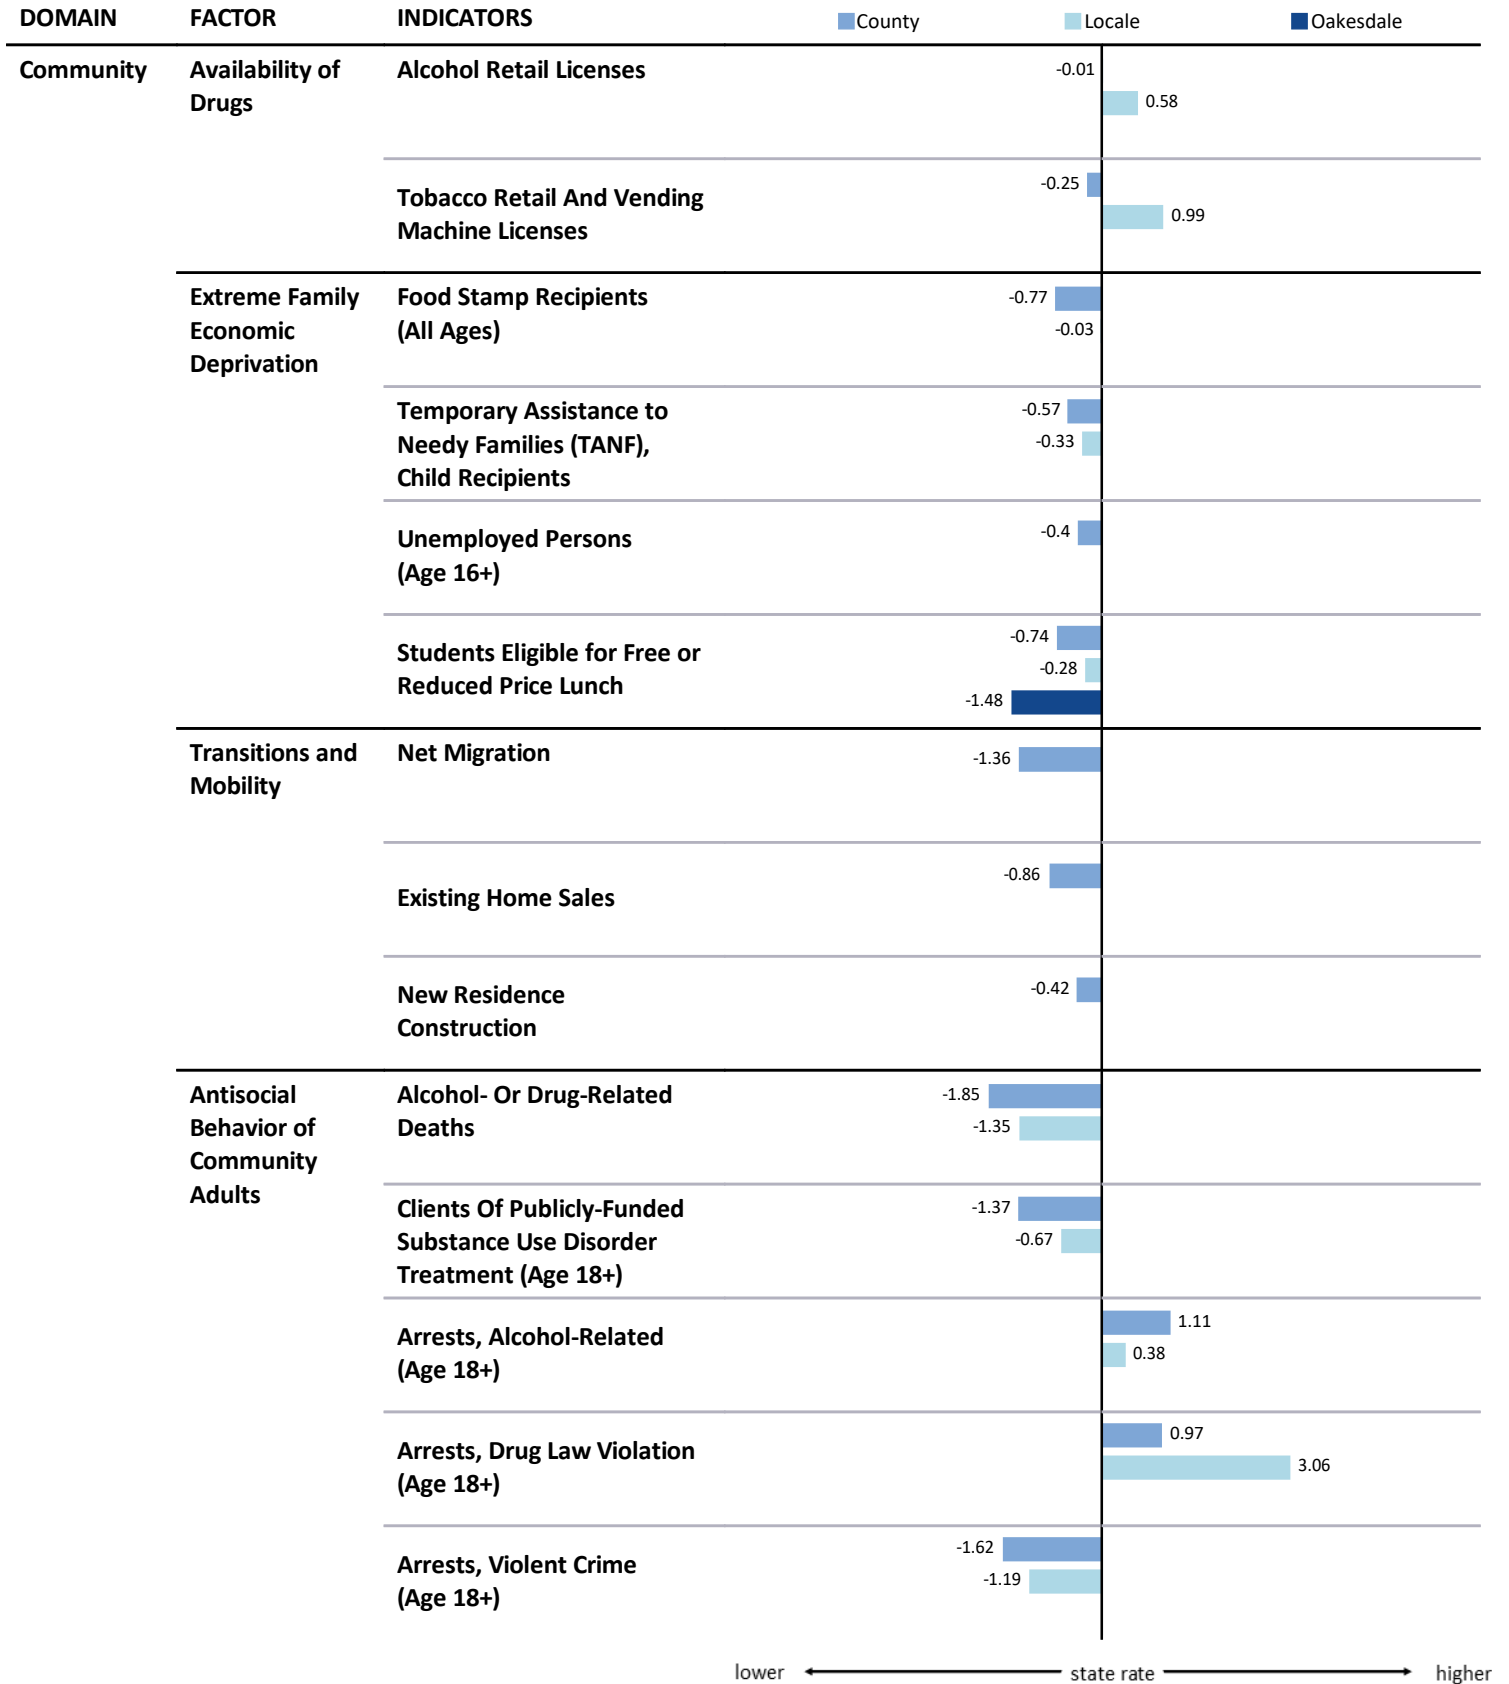 DOMAIN FACTOR INDICATORS County Locale Oakesdale
Community Availability of Drugs
Alcohol Retail Licenses
-0.01
0.58
Tobacco Retail And Vending
Machine Licenses
-0.25
0.99
Extreme Family
Economic
Deprivation
Food Stamp Recipients
(All Ages)
-0.77
-0.03
Temporary Assistance to
Needy Families (TANF),
Child Recipients
-0.57
-0.33
Unemployed Persons
(Age 16+)
-0.4
Students Eligible for Free or
Reduced Price Lunch
-0.74
-0.28
-1.48
Transitions and
Mobility
Net Migration
-1.36
Existing Home Sales
-0.86
New Residence
Construction
-0.42
Antisocial
Behavior of
Community
Adults
Alcohol- Or Drug-Related
Deaths
-1.85
-1.35
Clients Of Publicly-Funded
Substance Use Disorder
Treatment (Age 18+)
-1.37
-0.67
Arrests, Alcohol-Related
(Age 18+)
1.11
0.38
Arrests, Drug Law Violation
(Age 18+)
0.97
3.06
Arrests, Violent Crime
(Age 18+)
-1.62
-1.19
lower state rate higher